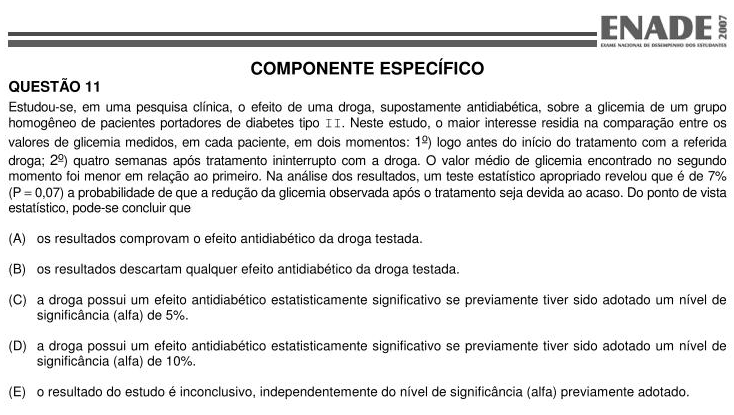 ENADE 2007
EXAME NACIONAL DE DESEMPENHO DOS ESTUDANTES
COMPONENTE ESPECÍFICO
QUESTÃO 11
Estudou-se, em uma pesquisa clínica, o efeito de uma droga, supostamente antidiabética, sobre a glicemia de um grupo
homogêneo de pacientes portadores de diabetes tipo II. Neste estudo, o maior interesse residia na comparação entre os
valores de glicemia medidos, em cada paciente, em dois momentos: 1º) logo antes do início do tratamento com a referida
droga; 2º) quatro semanas após tratamento ininterrupto com a droga. O valor médio de glicemia encontrado no segundo
momento foi menor em relação ao primeiro. Na análise dos resultados, um teste estatístico apropriado revelou que é de 7%
(P = 0,07) a probabilidade de que a redução da glicemia observada após o tratamento seja devida ao acaso. Do ponto de vista
estatístico, pode-se concluir que
(A) os resultados comprovam o efeito antidiabético da droga testada.
(B) os resultados descartam qualquer efeito antidiabético da droga testada.
(C) a droga possui um efeito antidiabético estatisticamente significativo se previamente tiver sido adotado um nível de
significância (alfa) de 5%.
(D) a droga possui um efeito antidiabético estatisticamente significativo se previamente tiver sido adotado um nível de
significância (alfa) de 10%.
(E) o resultado do estudo é inconclusivo, independentemente do nível de significância (alfa) previamente adotado.